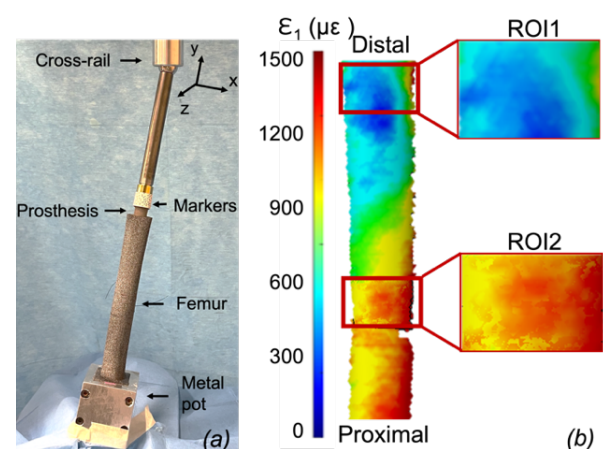 Cross-rail
y
x
z
Prosthesis
Markers
Femur
Metal
pot
(a)
Ɛ₁ (µε)
1500
1200
900
600
300
0
Distal
Proximal
ROI1
ROI2
(b)